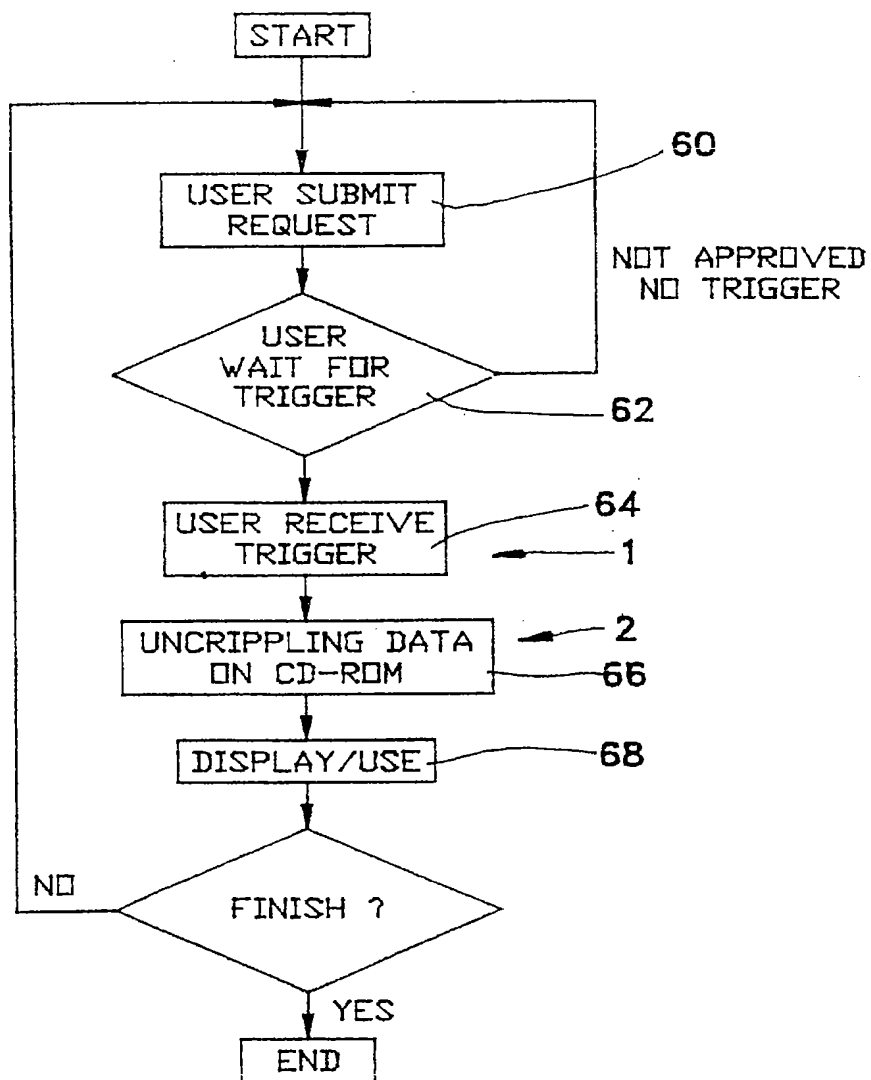 START
60
USER SUBMIT
REQUEST
NOT APPROVED
NO TRIGGER
USER
WAIT FOR
TRIGGER
62
64
USER RECEIVE
TRIGGER
1
2
UNCRIPPLING DATA
ON CD-ROM
66
DISPLAY/USE
68
NO
FINISH ?
YES
END